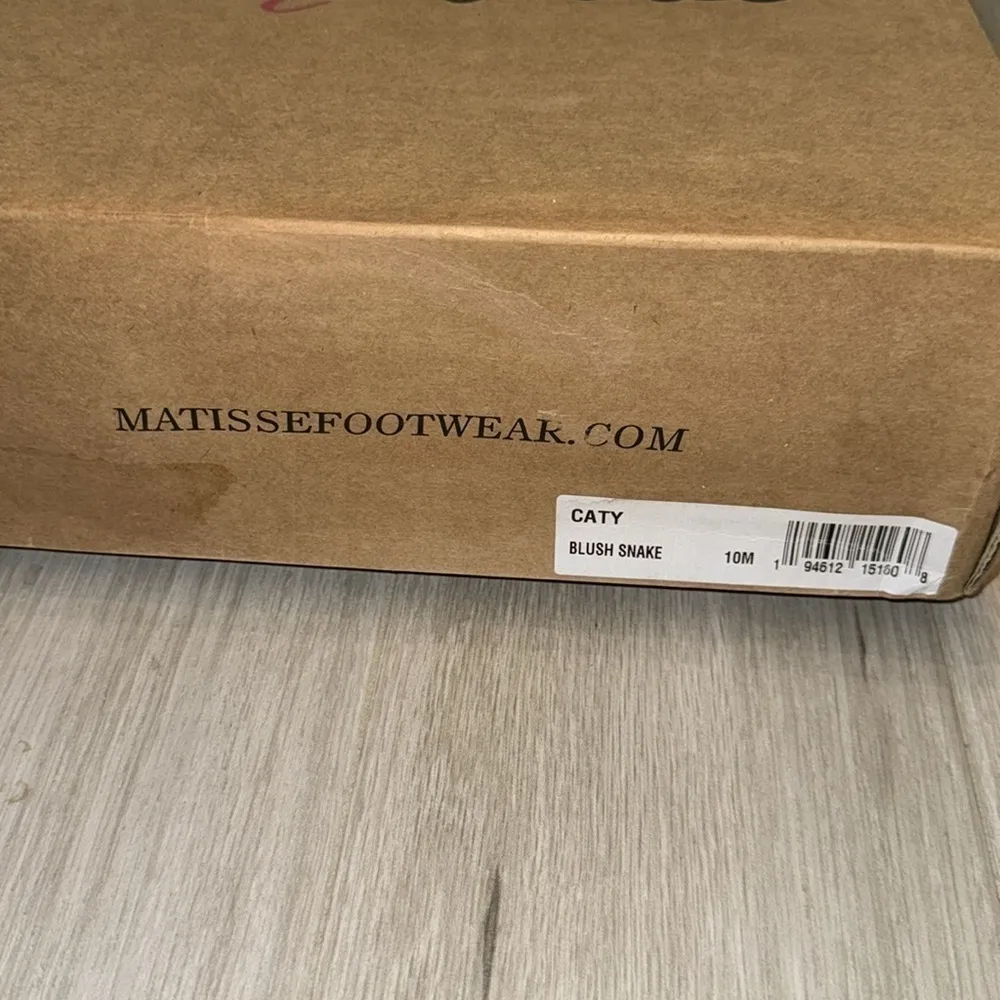 MATISSEFOOTWEAR.COM
CATY
BLUSH SNAKE 10M
1 94612 15160 8